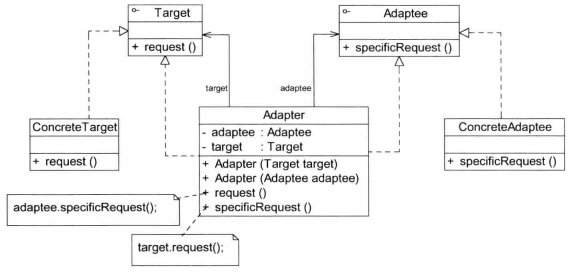 Target
+ request ()
Adaptee
+ specificRequest ()
target
adaptee
ConcreteTarget
+ request ()
Adapter
- adaptee : Adaptee
- target : Target
+ Adapter (Target target)
+ Adapter (Adaptee adaptee)
+ request ()
+ specificRequest ()
ConcreteAdaptee
+ specificRequest ()
adaptee.specificRequest();
target.request();